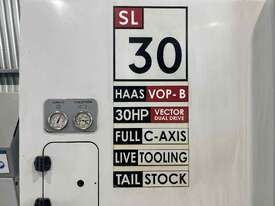 SL
30
HAAS VOP-B
30HP VECTOR DUAL DRIVE
FULL C-AXIS
LIVE TOOLING
TAIL STOCK